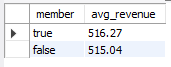 member avg_revenue
true 516.27
false 515.04